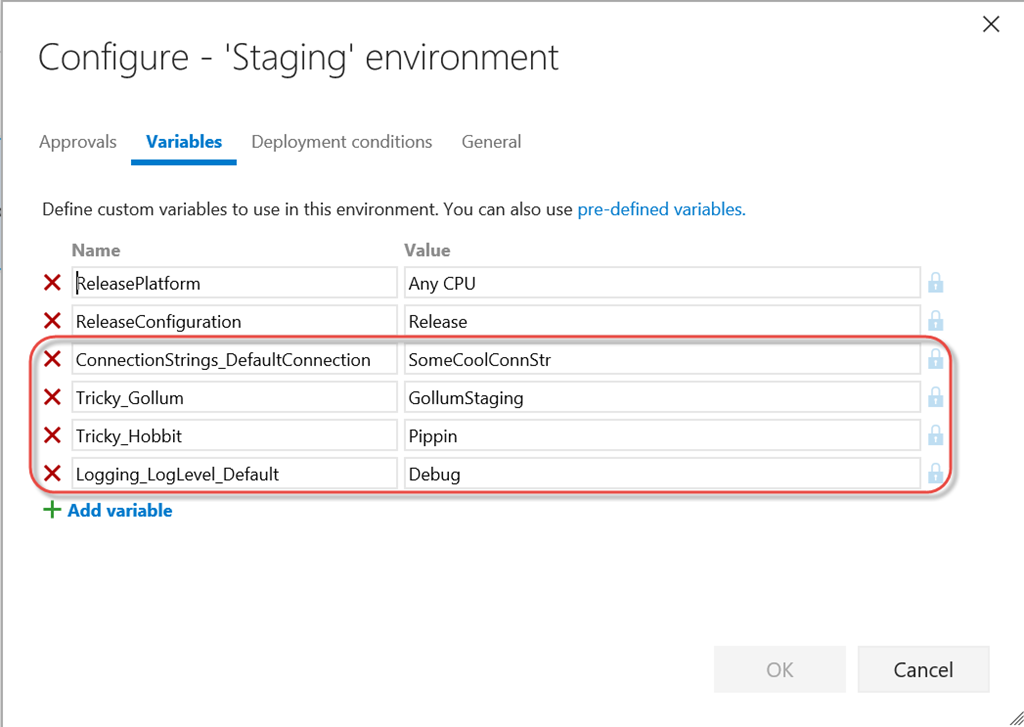 Configure - 'Staging' environment
Approvals Variables Deployment conditions General
Define custom variables to use in this environment. You can also use pre-defined variables.
Name Value
ReleasePlatform Any CPU
ReleaseConfiguration Release
ConnectionStrings_DefaultConnection SomeCoolConnStr
Tricky_Gollum GollumStaging
Tricky_Hobbit Pippin
Logging_LogLevel_Default Debug
Add variable
OK Cancel